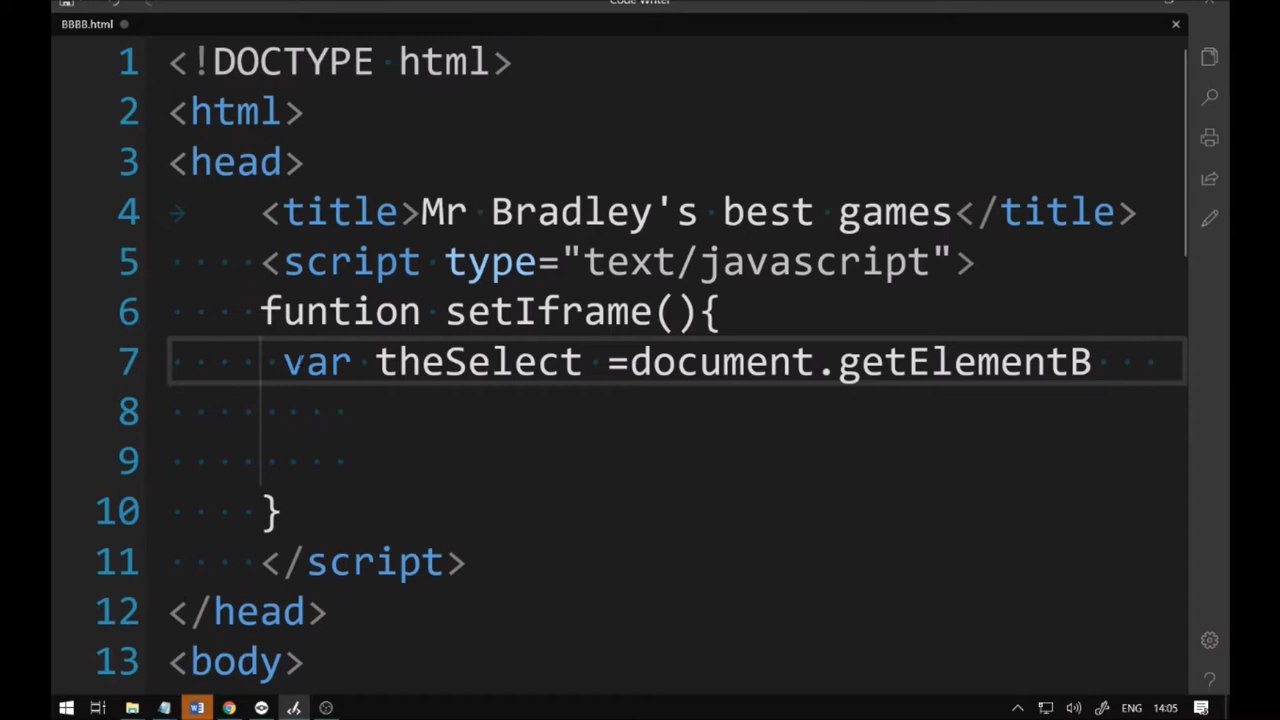 Code Writer
BBBB.html
1 <!DOCTYPE html>
2 <html>
3 <head>
4 <title>Mr Bradley's best games</title>
5 <script type="text/javascript">
6 funtion setIframe(){
7 var theSelect =document.getElementB
8
9
10 }
11 </script>
12 </head>
13 <body>
ENG 14:05